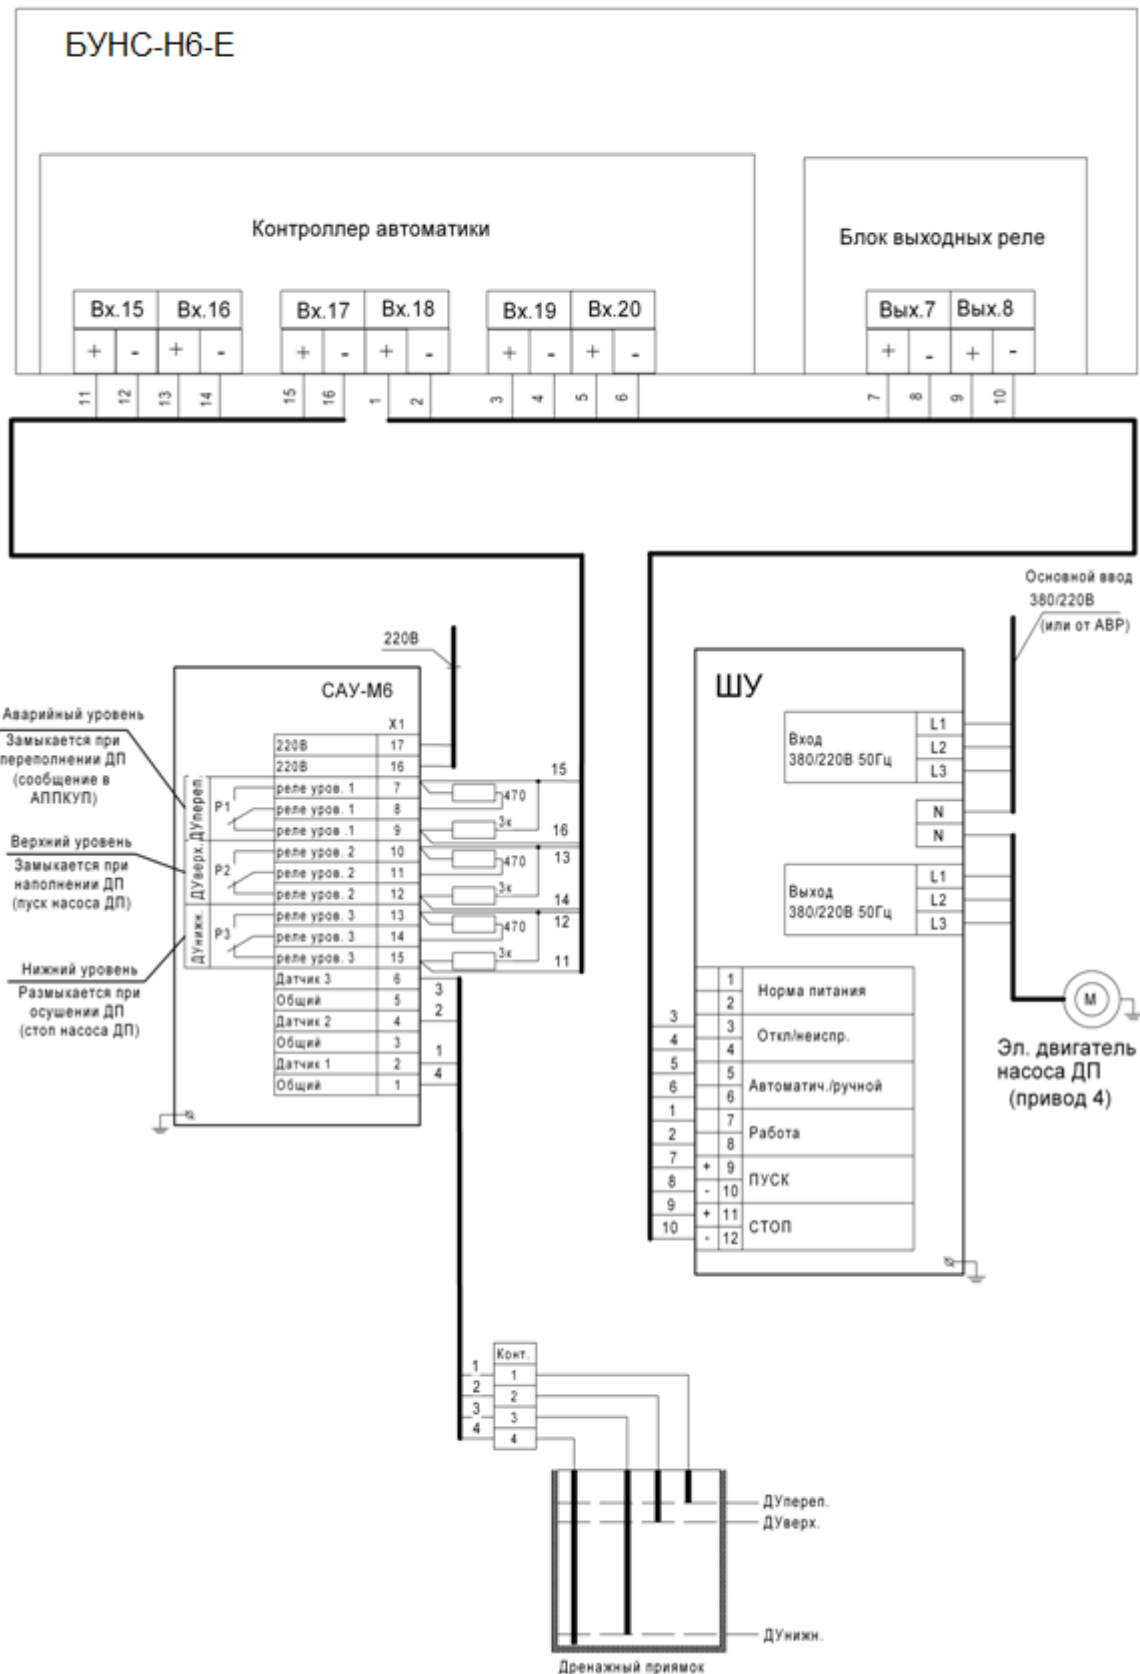 БУНС-Н6-Е
Контроллер автоматики
Блок выходных реле
Вх.15 Вх.16 Вх.17 Вх.18 Вх.19 Вх.20 Вых.7 Вых.8
+ - + - + - + - + - + - + - + -
11 12 13 14 15 16 1 2 3 4 5 6 7 8 9 10
Основной ввод
380/220В
(или от АВР)
220В
САУ-М6
X1
220В 17
220В 16
реле уров. 1 7
реле уров. 1 8
реле уров .1 9
реле уров. 2 10
реле уров. 2 11
реле уров. 2 12
реле уров. 3 13
реле уров. 3 14
реле уров. 3 15
Датчик 3 6
Общий 5
Датчик 2 4
Общий 3
Датчик 1 2
Общий 1
Аварийный уровень
Замыкается при
переполнении ДП
(сообщение в
АППКУП)
Верхний уровень
Замыкается при
наполнении ДП
(пуск насоса ДП)
Нижний уровень
Размыкается при
осушении ДП
(стоп насоса ДП)
ДУпереп.
ДУверх.
ДУнижн.
Р1
Р2
Р3
470
3к
470
3к
470
3к
15
16
13
14
12
11
3
2
1
4
ШУ
Вход
380/220В 50Гц
L1
L2
L3
N
N
Выход
380/220В 50Гц
L1
L2
L3
1
2
Норма питания
3 3
4 4
Откл/неиспр.
5 5
6 6
Автоматич./ручной
1 7
2 8
Работа
7 + 9
8 - 10
ПУСК
9 + 11
10 - 12
СТОП
М
Эл. двигатель
насоса ДП
(привод 4)
Конт.
1 1
2 2
3 3
4 4
ДУпереп.
ДУверх.
ДУнижн.
Дренажный приямок